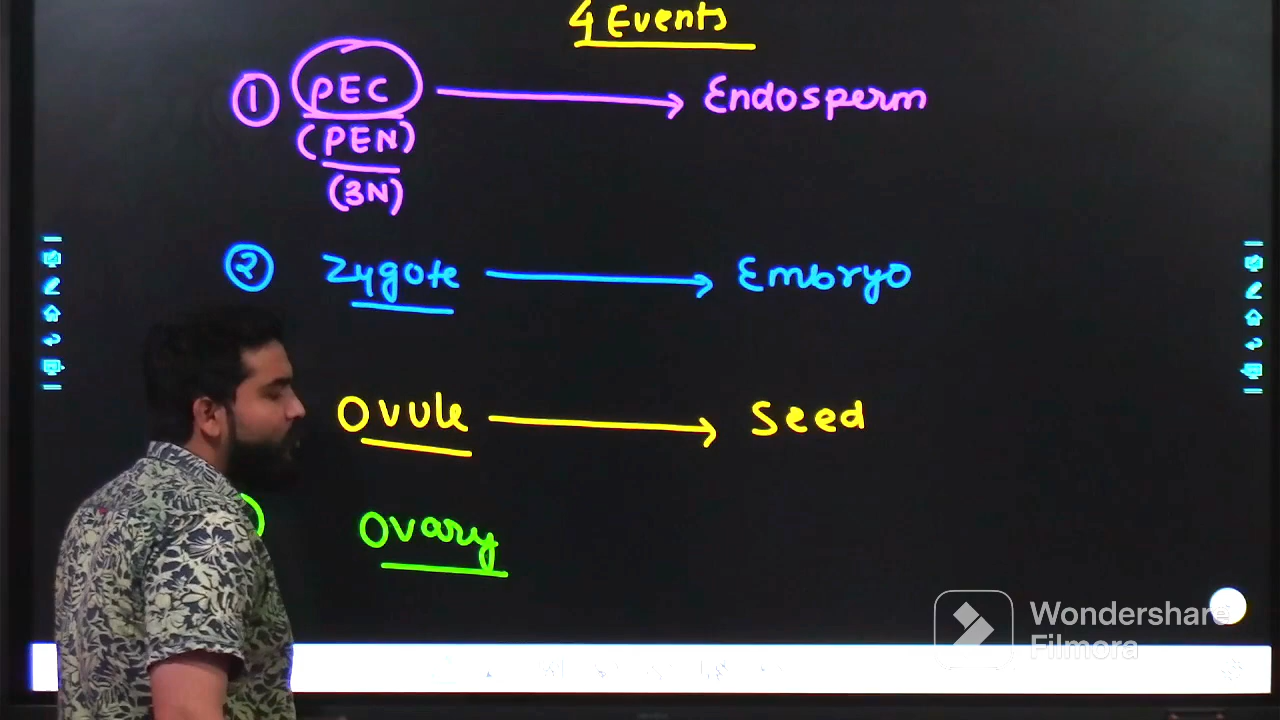 4 Events
① PEC → Endosperm
(PEN)
(3N)
② Zygote → Embryo
Ovule → Seed
Ovary
Wondershare
Filmora